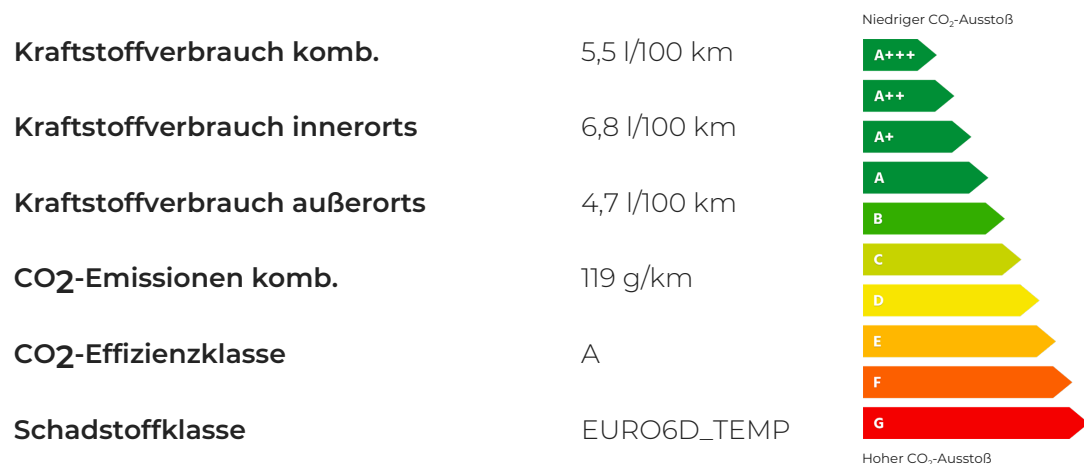 Niedriger CO₂-Ausstoß
Kraftstoffverbrauch komb. 5,5 l/100 km
A+++
A++
Kraftstoffverbrauch innerorts 6,8 l/100 km
A+
A
Kraftstoffverbrauch außerorts 4,7 l/100 km
B
C
CO2-Emissionen komb. 119 g/km
D
E
CO2-Effizienzklasse A
F
Schadstoffklasse EURO6D_TEMP
G
Hoher CO₂-Ausstoß